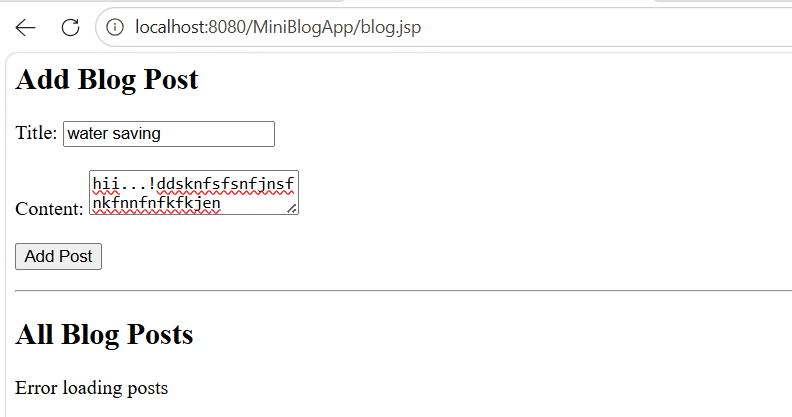 localhost:8080/MiniBlogApp/blog.jsp
Add Blog Post
Title: water saving
Content: hii...!ddsknfsfsnfjnsf
nkfnnfnfkfkjen
Add Post
All Blog Posts
Error loading posts